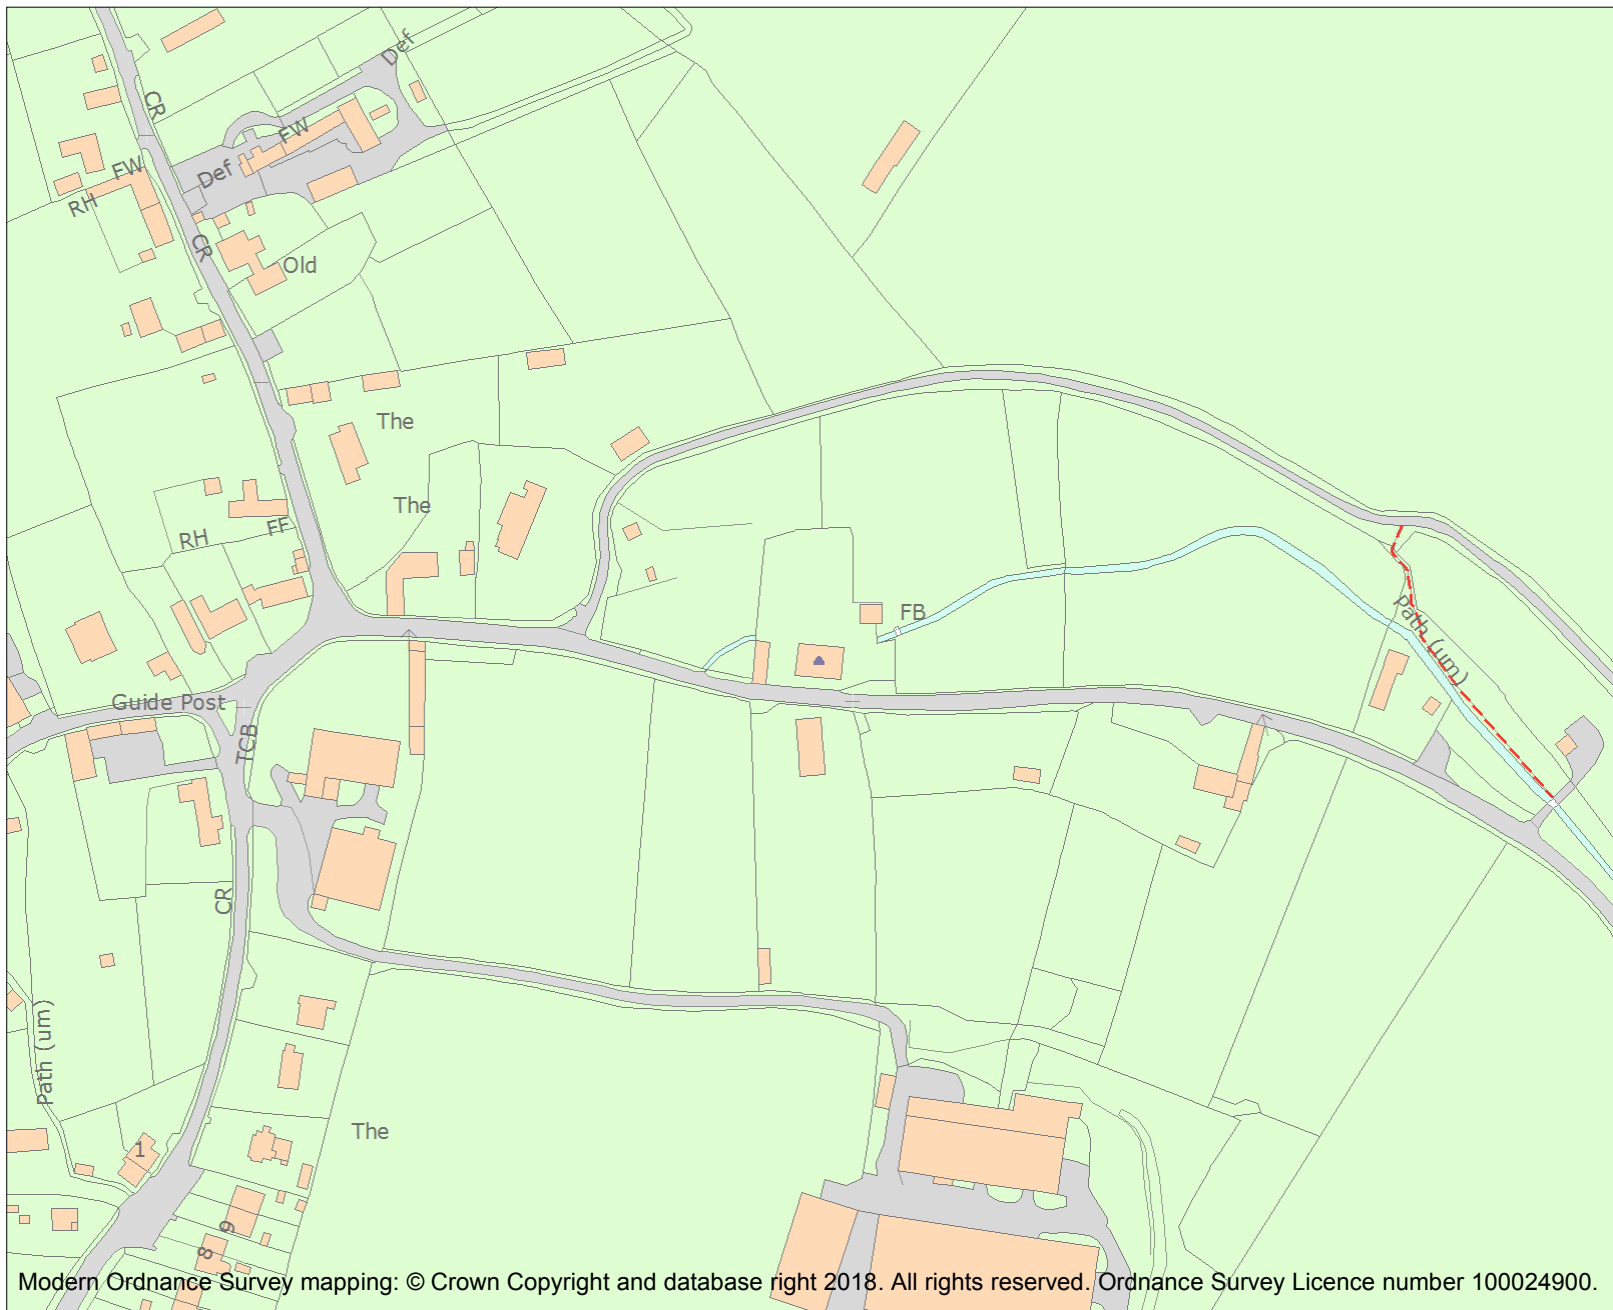 Def
CR
FW
FW
Def
RH
CR
Old
The
The
FF
RH
FB
Path (um)
Guide Post
TCB
CR
Path (um)
The
1
9
8
Modern Ordnance Survey mapping: © Crown Copyright and database right 2018. All rights reserved. Ordnance Survey Licence number 100024900.